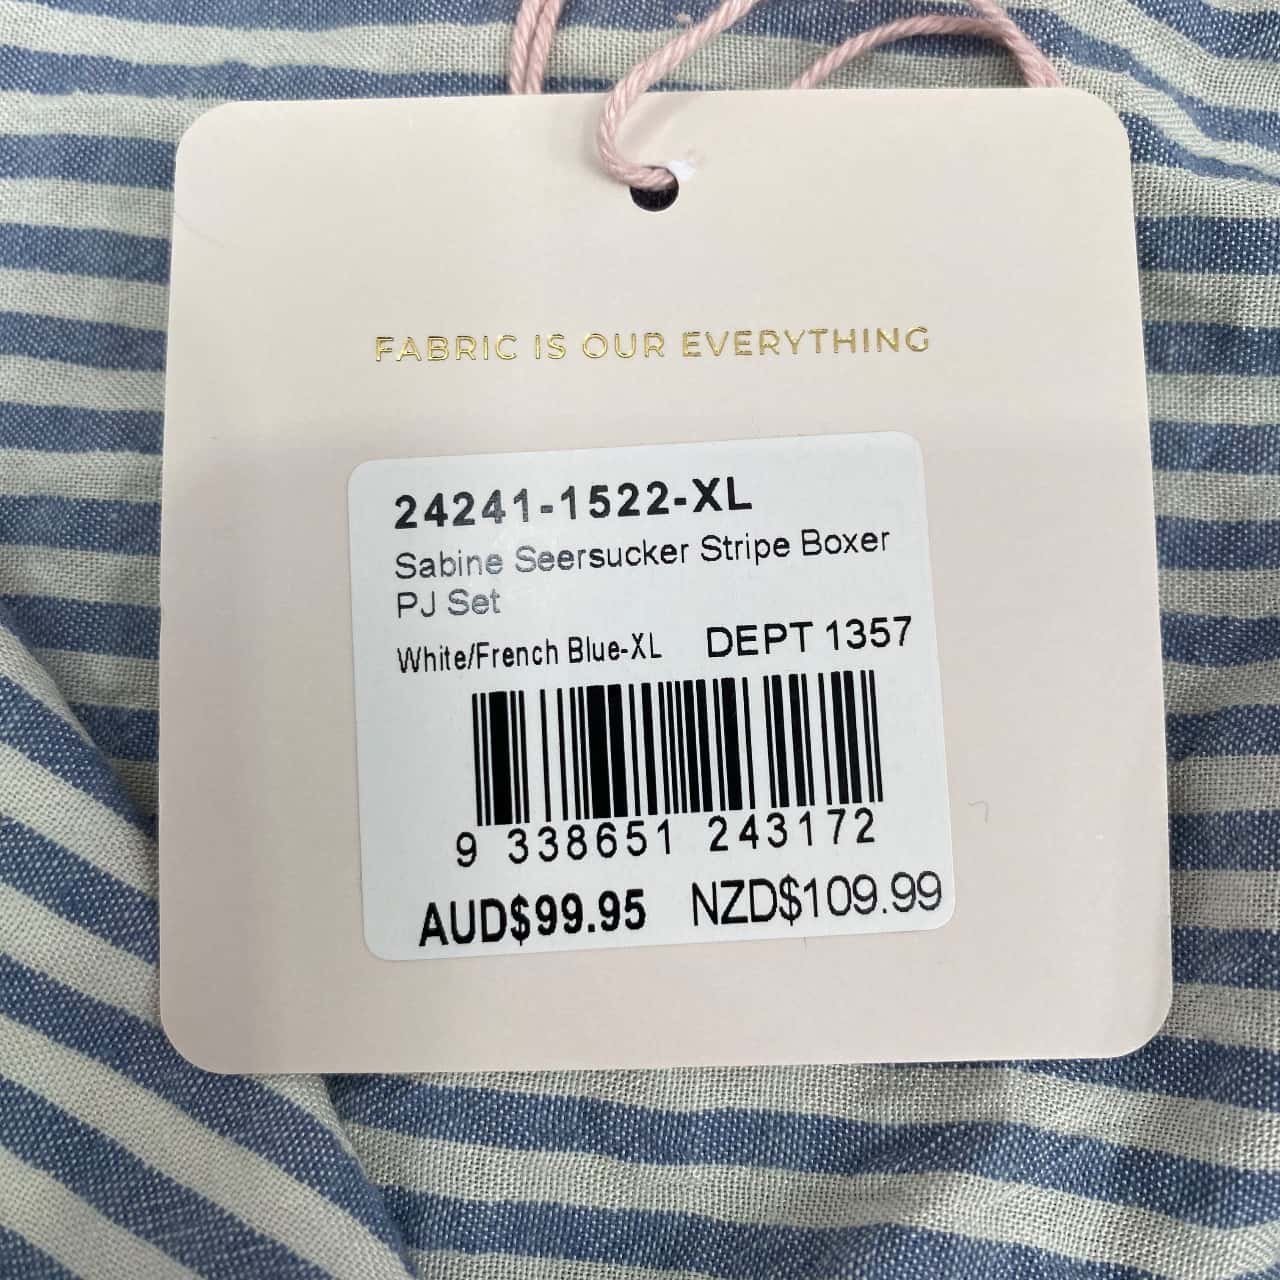 FABRIC IS OUR EVERYTHING
24241-1522-XL
Sabine Seersucker Stripe Boxer
PJ Set
White/French Blue-XL DEPT 1357
9 338651 243172
AUD$99.95 NZD$109.99